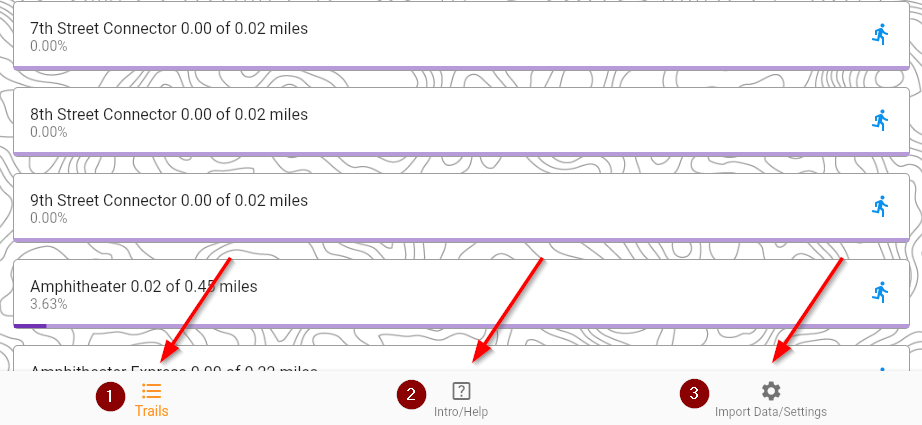 7th Street Connector 0.00 of 0.02 miles
0.00%
8th Street Connector 0.00 of 0.02 miles
0.00%
9th Street Connector 0.00 of 0.02 miles
0.00%
Amphitheater 0.02 of 0.45 miles
3.63%
Amphitheater Express 0.00 of 0.22 miles
1 Trails
2 Intro/Help
3 Import Data/Settings